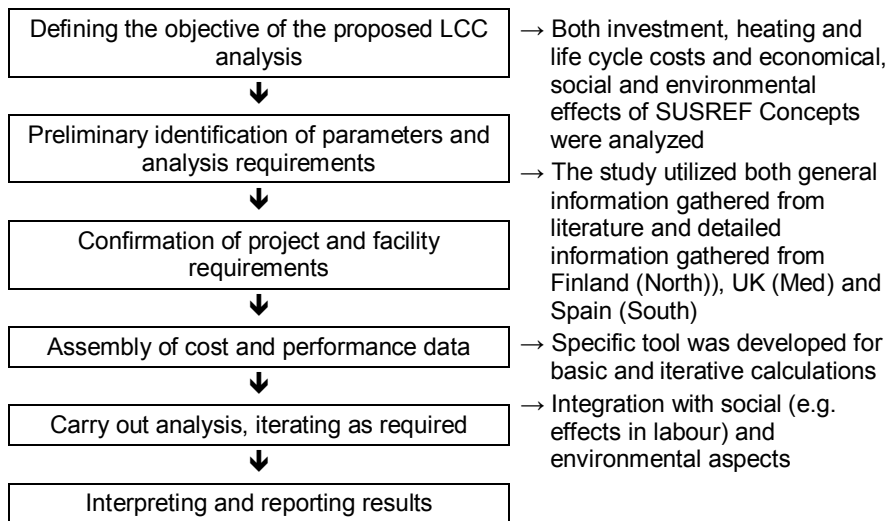 Defining the objective of the proposed LCC
analysis
Preliminary identification of parameters and
analysis requirements
Confirmation of project and facility
requirements
Assembly of cost and performance data
Carry out analysis, iterating as required
Interpreting and reporting results
→ Both investment, heating and
life cycle costs and economical,
social and environmental
effects of SUSREF Concepts
were analyzed
→ The study utilized both general
information gathered from
literature and detailed
information gathered from
Finland (North)), UK (Med) and
Spain (South)
→ Specific tool was developed for
basic and iterative calculations
→ Integration with social (e.g.
effects in labour) and
environmental aspects